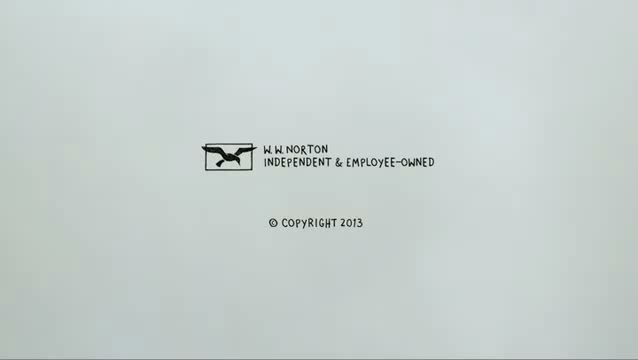 W. W. NORTON
INDEPENDENT & EMPLOYEE-OWNED
© COPYRIGHT 2013